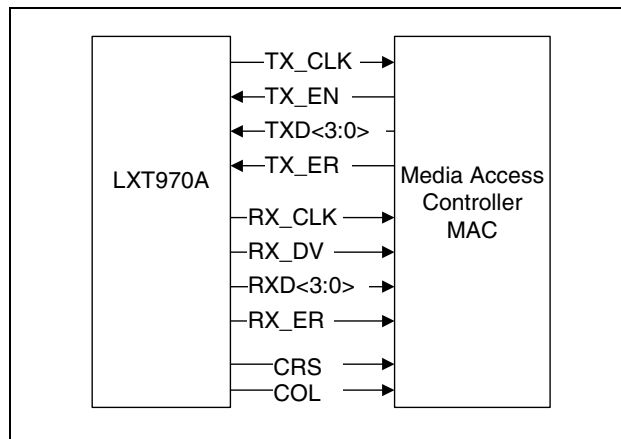 LXT970A
TX_CLK
TX_EN
TXD<3:0>
TX_ER
RX_CLK
RX_DV
RXD<3:0>
RX_ER
CRS
COL
Media Access
Controller
MAC